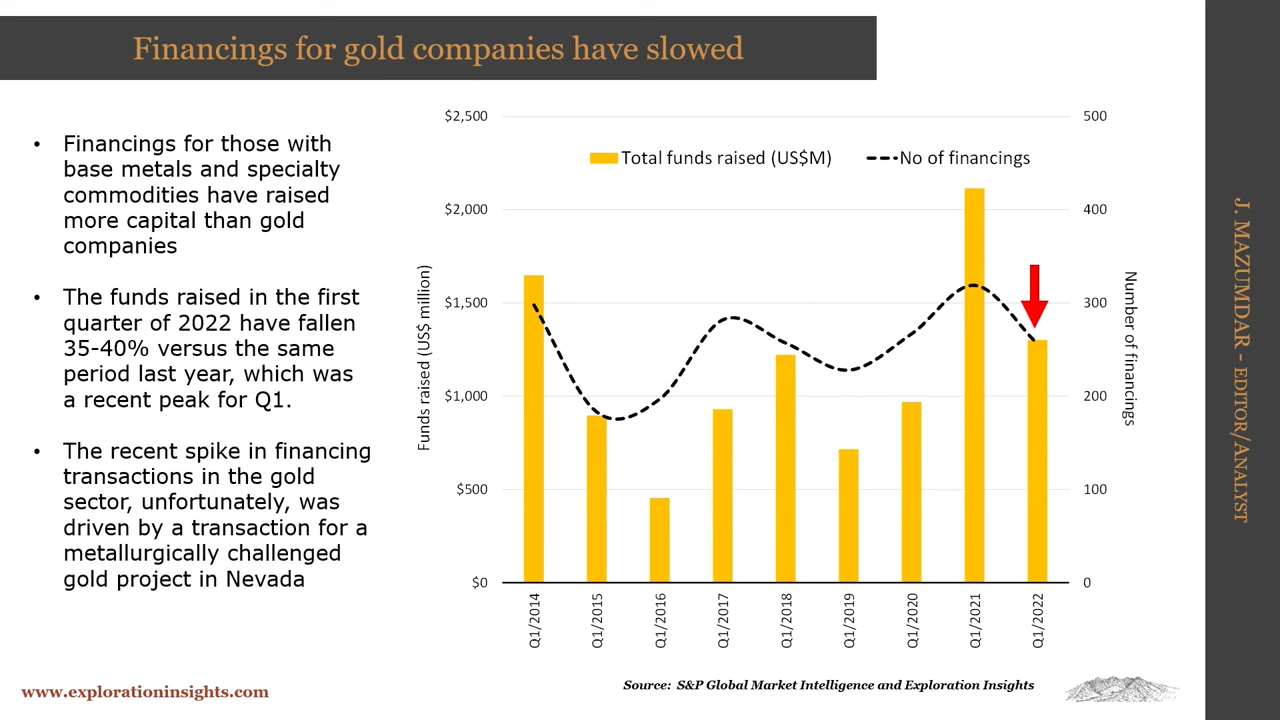 Financings for gold companies have slowed
• Financings for those with
base metals and specialty
commodities have raised
more capital than gold
companies
• The funds raised in the first
quarter of 2022 have fallen
35-40% versus the same
period last year, which was
a recent peak for Q1.
• The recent spike in financing
transactions in the gold
sector, unfortunately, was
driven by a transaction for a
metallurgically challenged
gold project in Nevada
Total funds raised (US$M)
No of financings
Funds raised (US$ million)
$2,500
$2,000
$1,500
$1,000
$500
$0
500
400
300
200
100
0
Number of financings
Q1/2014
Q1/2015
Q1/2016
Q1/2017
Q1/2018
Q1/2019
Q1/2020
Q1/2021
Q1/2022
Source: S&P Global Market Intelligence and Exploration Insights
www.explorationinsights.com
J. MAZUMDAR - EDITOR/ANALYST